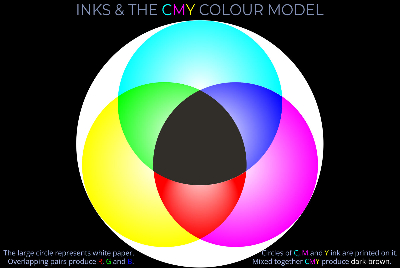 INKS & THE CMY COLOUR MODEL
The large circle represents white paper.
Overlapping pairs produce R, G and B.
Circles of C, M and Y ink are printed on it.
Mixed together CMY produce dark brown.